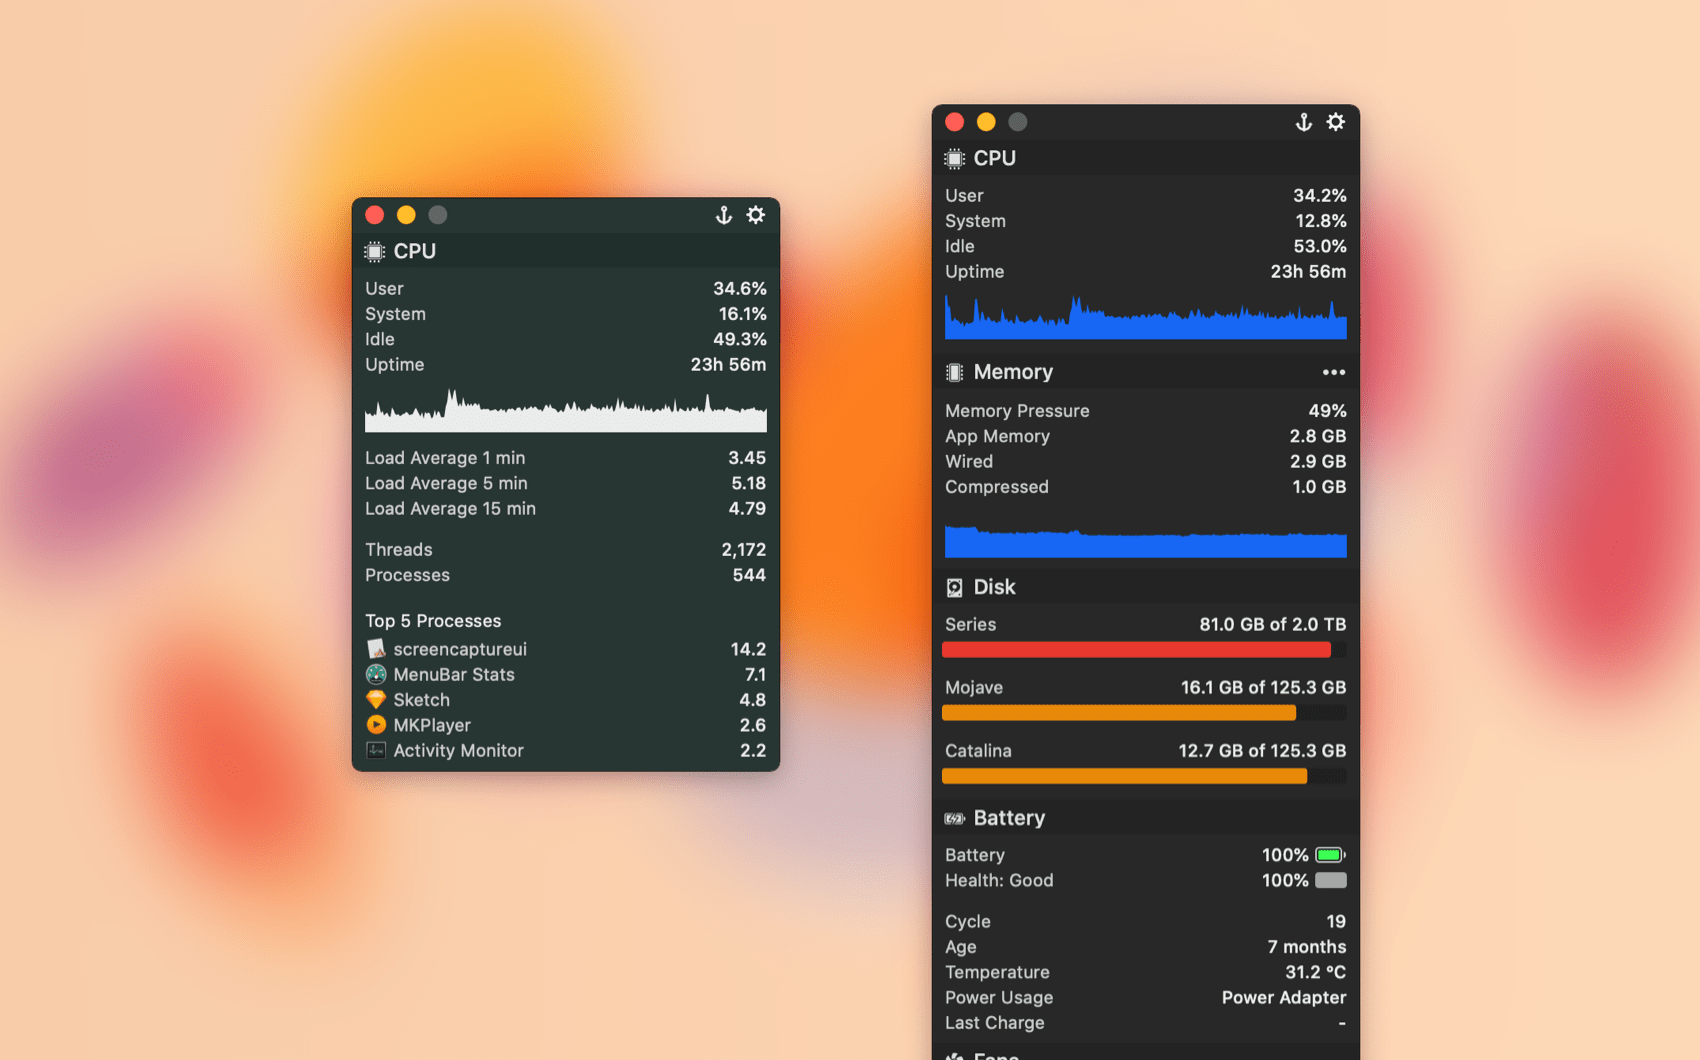 CPU
User 34.6%
System 16.1%
Idle 49.3%
Uptime 23h 56m
Load Average 1 min 3.45
Load Average 5 min 5.18
Load Average 15 min 4.79
Threads 2,172
Processes 544
Top 5 Processes
screencaptureui 14.2
MenuBar Stats 7.1
Sketch 4.8
MKPlayer 2.6
Activity Monitor 2.2
CPU
User 34.2%
System 12.8%
Idle 53.0%
Uptime 23h 56m
Memory
Memory Pressure 49%
App Memory 2.8 GB
Wired 2.9 GB
Compressed 1.0 GB
Disk
Series 81.0 GB of 2.0 TB
Mojave 16.1 GB of 125.3 GB
Catalina 12.7 GB of 125.3 GB
Battery
Battery 100%
Health: Good 100%
Cycle 19
Age 7 months
Temperature 31.2 °C
Power Usage Power Adapter
Last Charge -
Fans